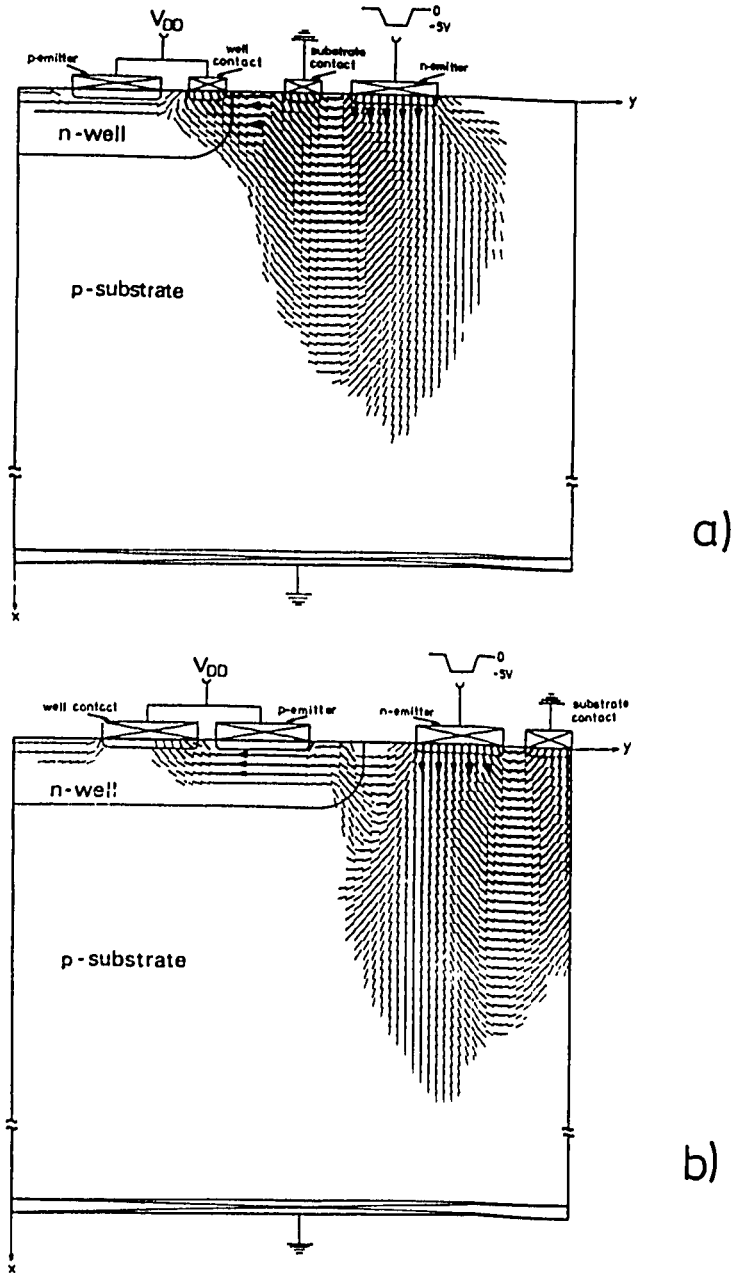 V_DD
0
-5V
p-emitter
well
contact
substrate
contact
n-emitter
y
n-well
p-substrate
a)
x
V_DD
0
-5V
well contact
p-emitter
n-emitter
substrate
contact
y
n-well
p-substrate
b)
x